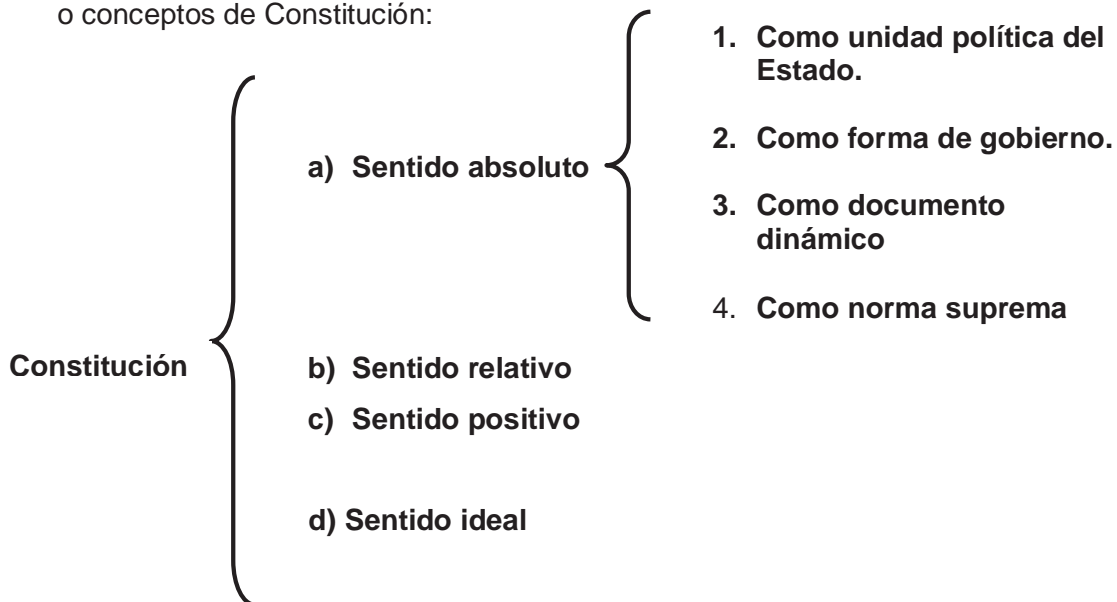 o conceptos de Constitución:
Constitución
a) Sentido absoluto
1. Como unidad política del
Estado.
2. Como forma de gobierno.
3. Como documento
dinámico
4. Como norma suprema
b) Sentido relativo
c) Sentido positivo
d) Sentido ideal